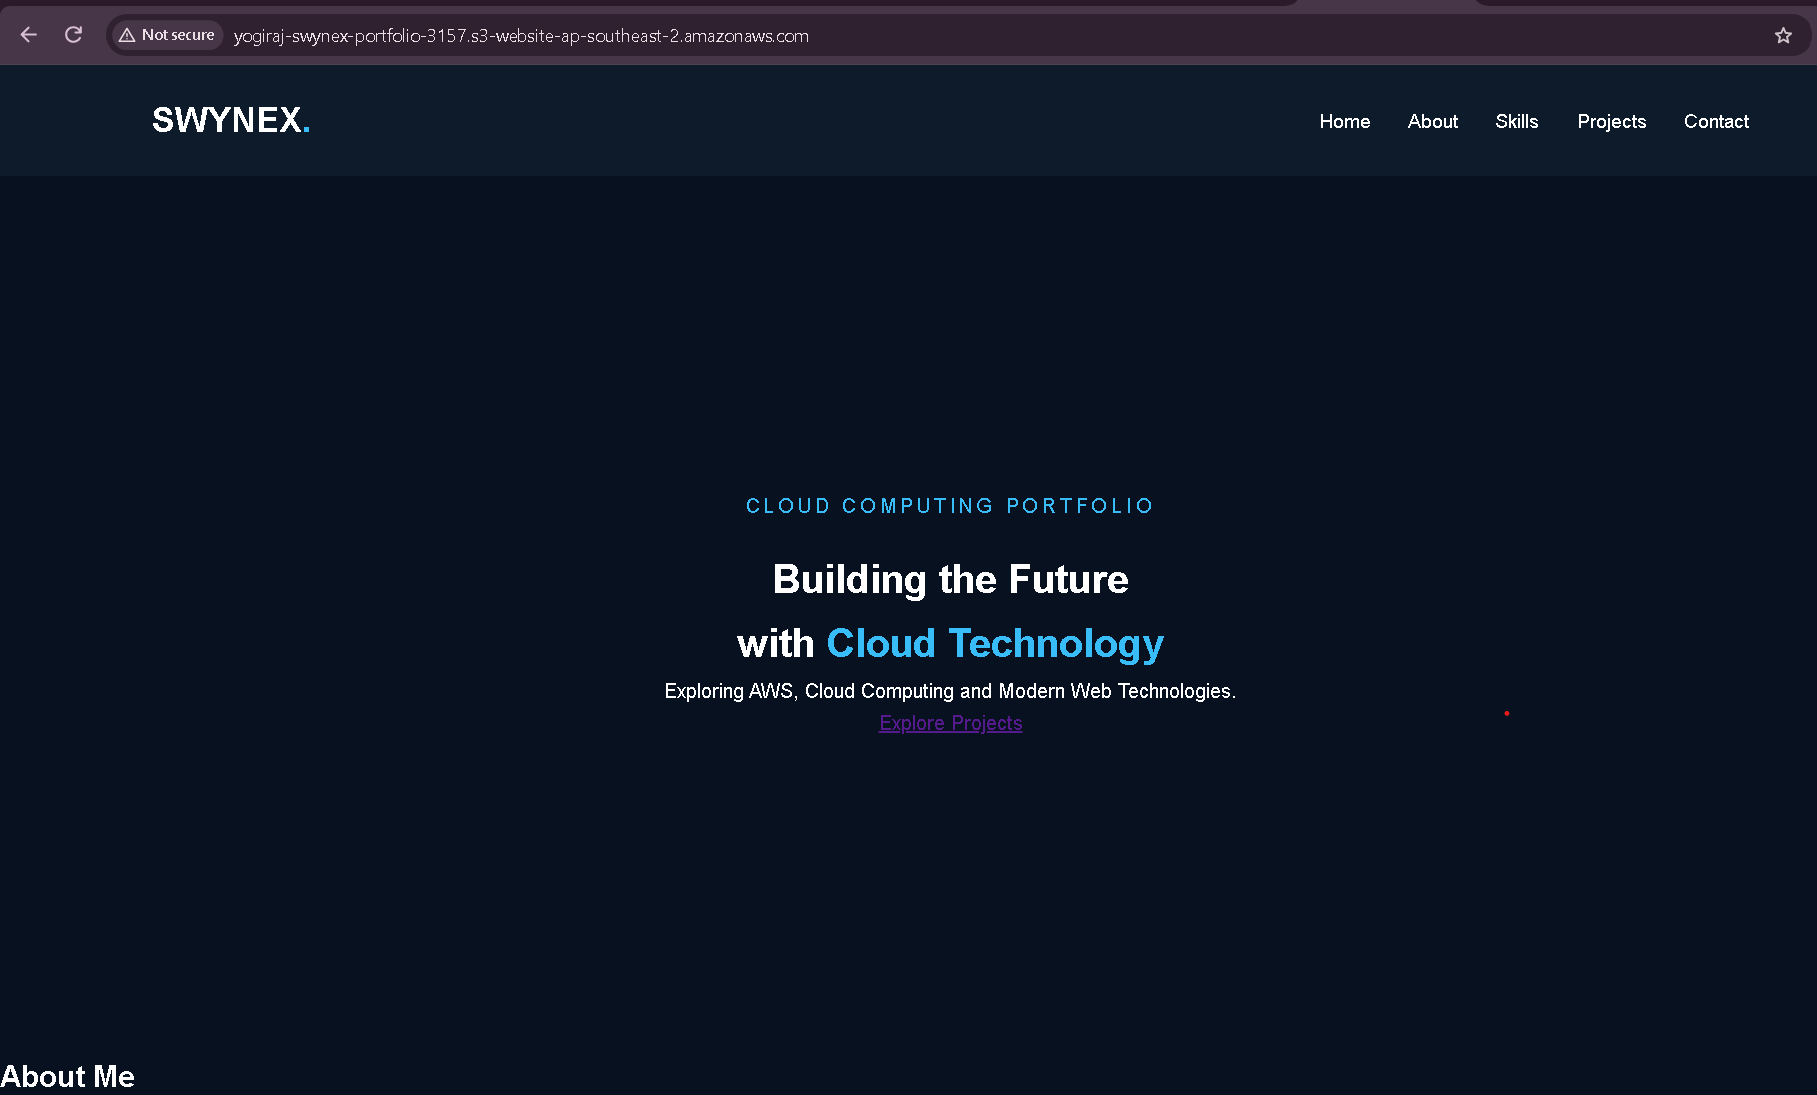 Not secure yogiraj-swynex-portfolio-3157.s3-website-ap-southeast-2.amazonaws.com
SWYNEX. Home About Skills Projects Contact
CLOUD COMPUTING PORTFOLIO
Building the Future
with Cloud Technology
Exploring AWS, Cloud Computing and Modern Web Technologies.
Explore Projects
About Me